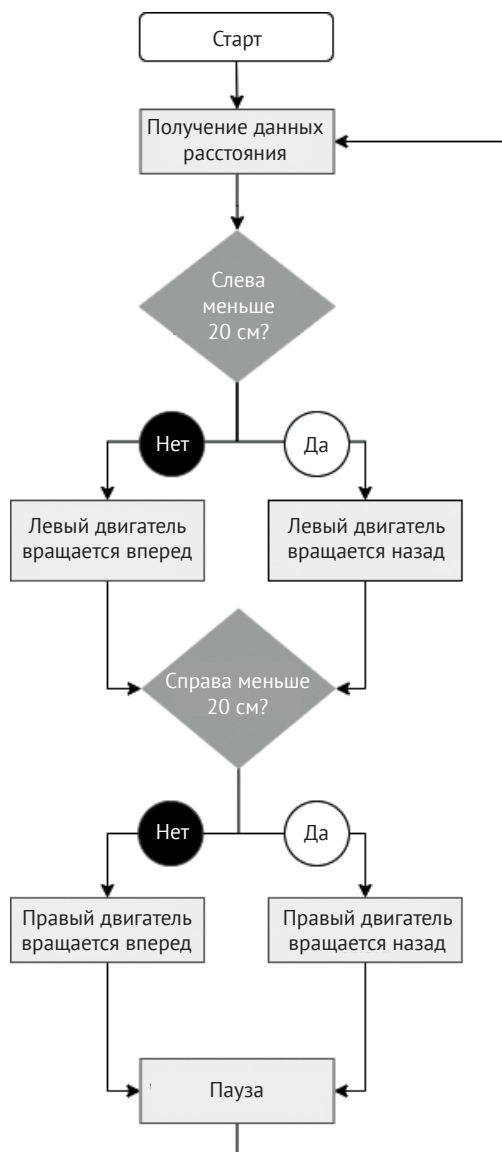 Старт
Получение данных
расстояния
Слева
меньше
20 см?
Нет
Да
Левый двигатель
вращается вперед
Левый двигатель
вращается назад
Справа меньше
20 см?
Нет
Да
Правый двигатель
вращается вперед
Правый двигатель
вращается назад
Пауза